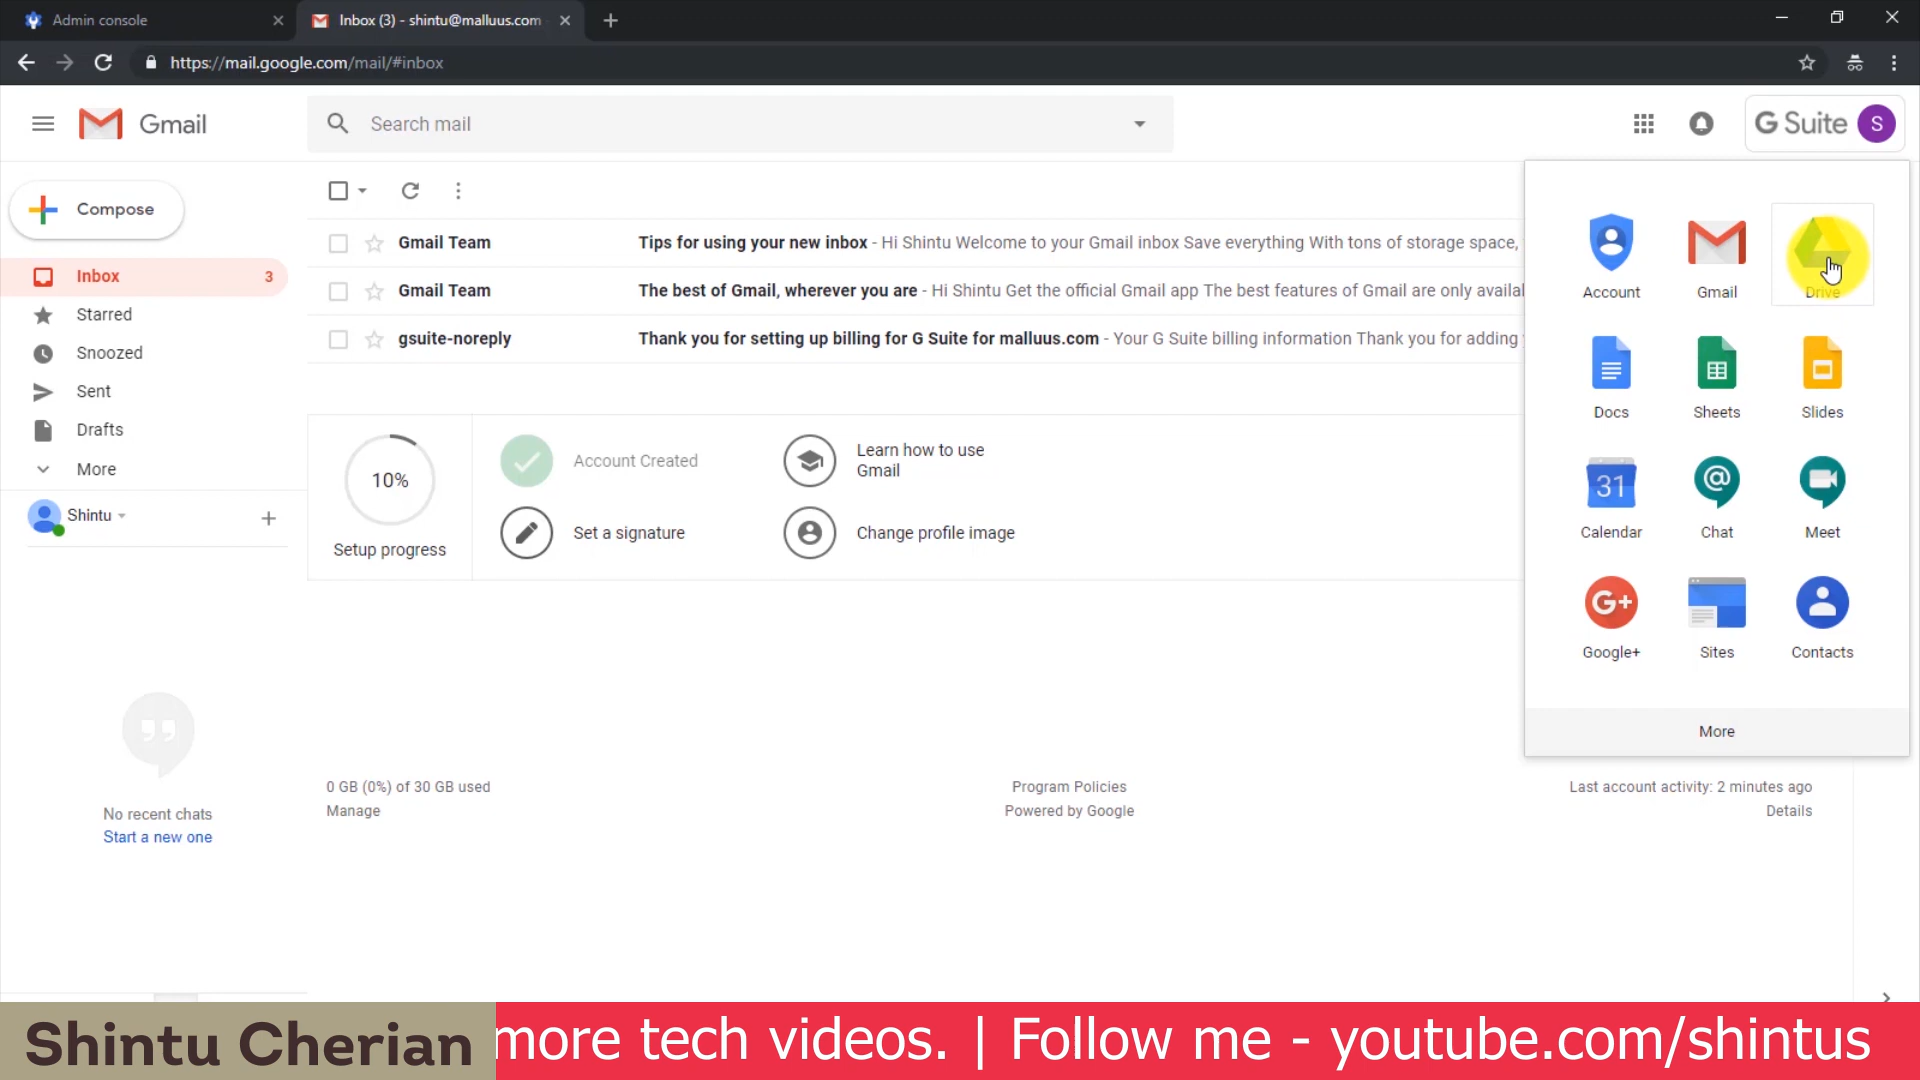 Admin console
Inbox (3) - shintu@malluus.com
https://mail.google.com/mail/#inbox
Gmail
Search mail
G Suite
S
Compose
Inbox 3
Starred
Snoozed
Sent
Drafts
More
Shintu
No recent chats
Start a new one
Gmail Team Tips for using your new inbox - Hi Shintu Welcome to your Gmail inbox Save everything With tons of storage space,
Gmail Team The best of Gmail, wherever you are - Hi Shintu Get the official Gmail app The best features of Gmail are only availal
gsuite-noreply Thank you for setting up billing for G Suite for malluus.com - Your G Suite billing information Thank you for adding
10%
Setup progress
Account Created
Learn how to use
Gmail
Set a signature
Change profile image
0 GB (0%) of 30 GB used
Manage
Program Policies
Powered by Google
Last account activity: 2 minutes ago
Details
Account Gmail Drive
Docs Sheets Slides
31
Calendar Chat Meet
G+
Google+ Sites Contacts
More
Shintu Cherian
more tech videos. | Follow me - youtube.com/shintus